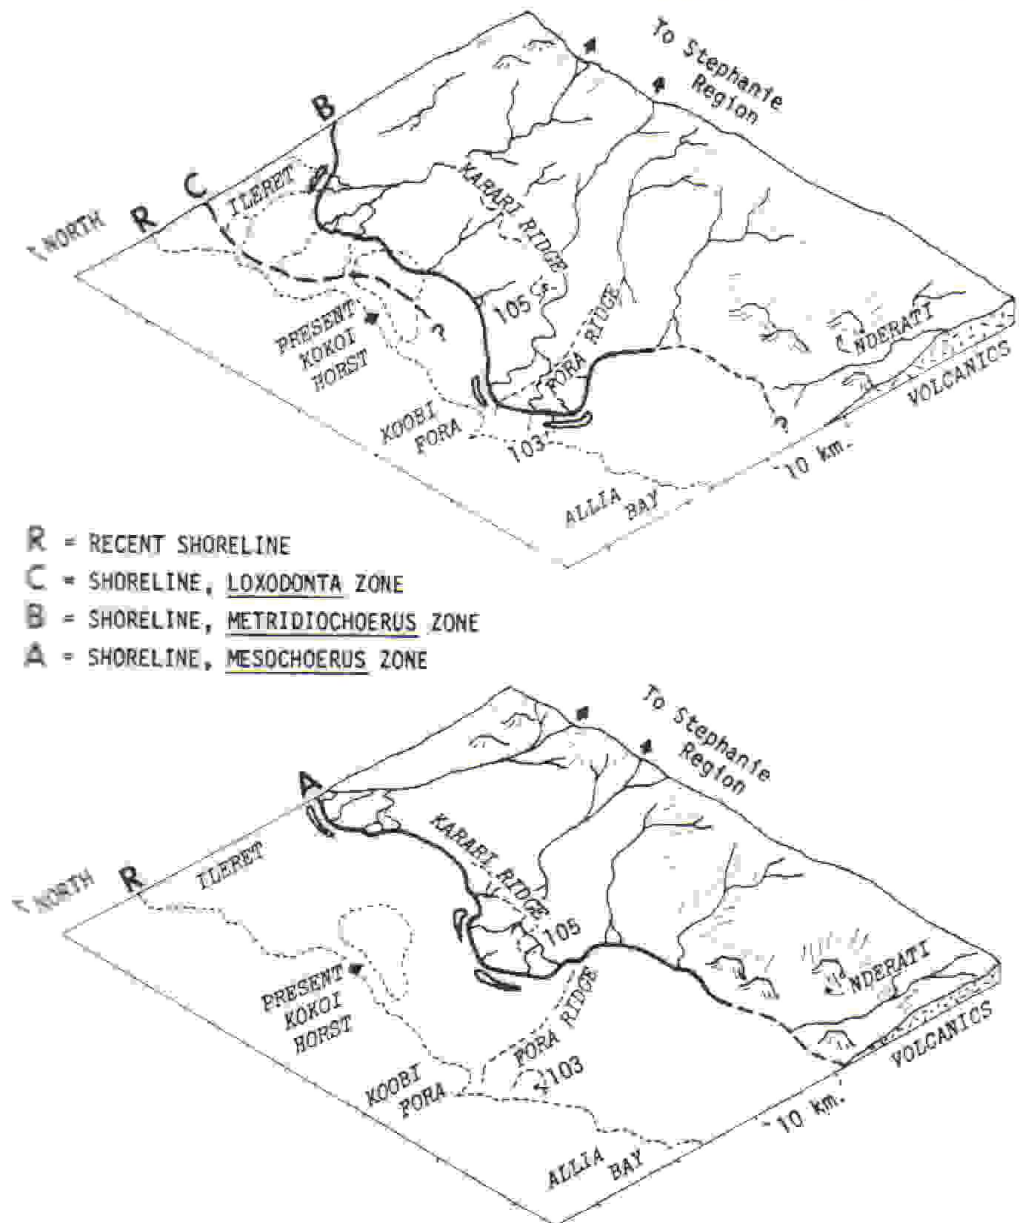 To Stephanie
Region
B
C
ILERET
R
NORTH
KARARI RIDGE
105
PRESENT
KOKOI
HORST
FORA RIDGE
NDERATI
VOLCANICS
KOOBI
FORA
103
?
?
10 km.
ALLIA
BAY
R = RECENT SHORELINE
C = SHORELINE, LOXODONTA ZONE
B = SHORELINE, METRIDIOCHOERUS ZONE
A = SHORELINE, MESOCHOERUS ZONE
To Stephanie
Region
A
KARARI RIDGE
ILERET
R
NORTH
105
PRESENT
KOKOI
HORST
FORA RIDGE
NDERATI
VOLCANICS
KOOBI
FORA
103
10 km.
ALLIA
BAY